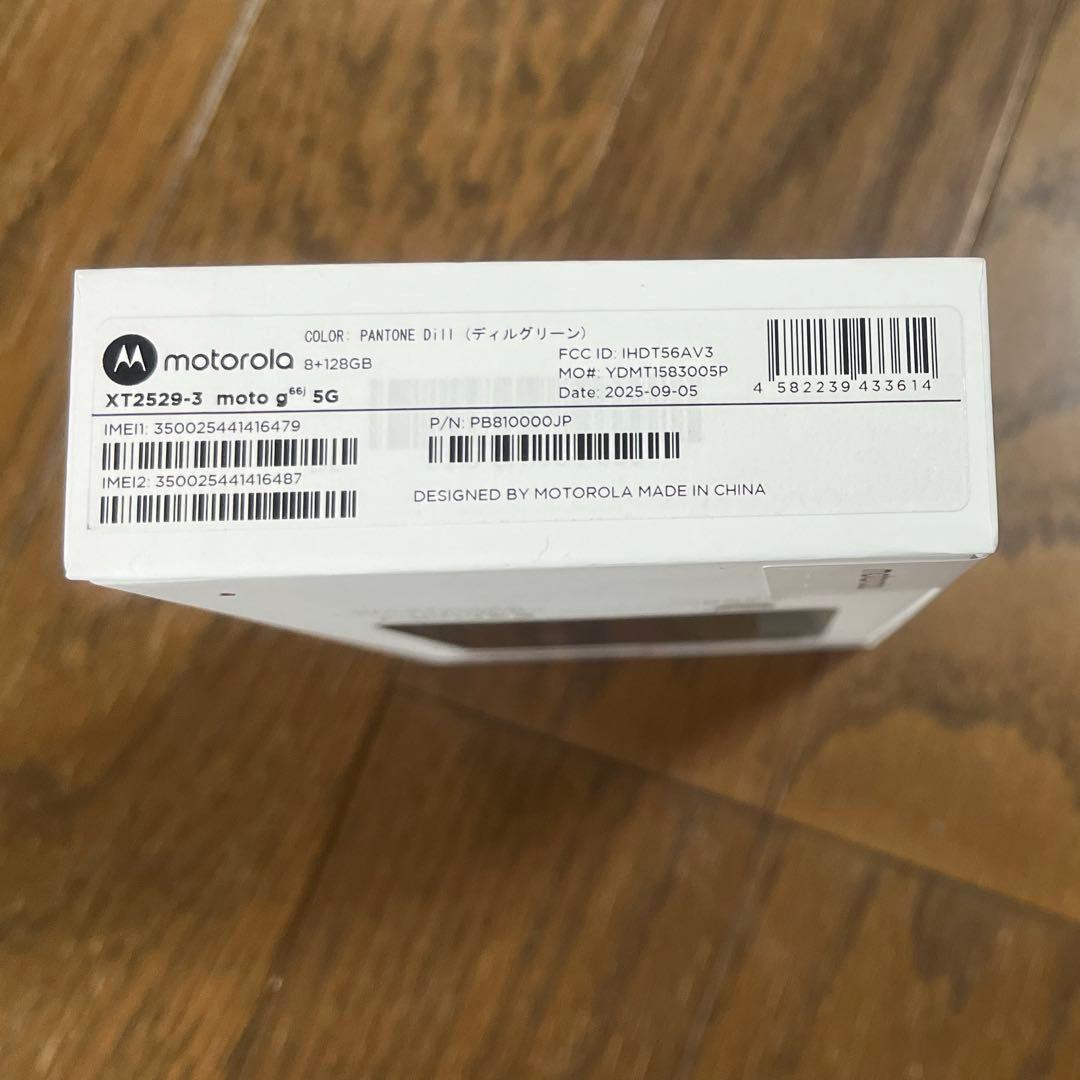 COLOR: PANTONE Dill (ディルグリーン)
motorola 8+128GB
XT2529-3 moto g⁶⁶ʲ 5G
FCC ID: IHDT56AV3
MO#: YDMT1583005P
Date: 2025-09-05
4 582239 433614
IMEI1: 350025441416479
IMEI2: 350025441416487
P/N: PB810000JP
DESIGNED BY MOTOROLA MADE IN CHINA